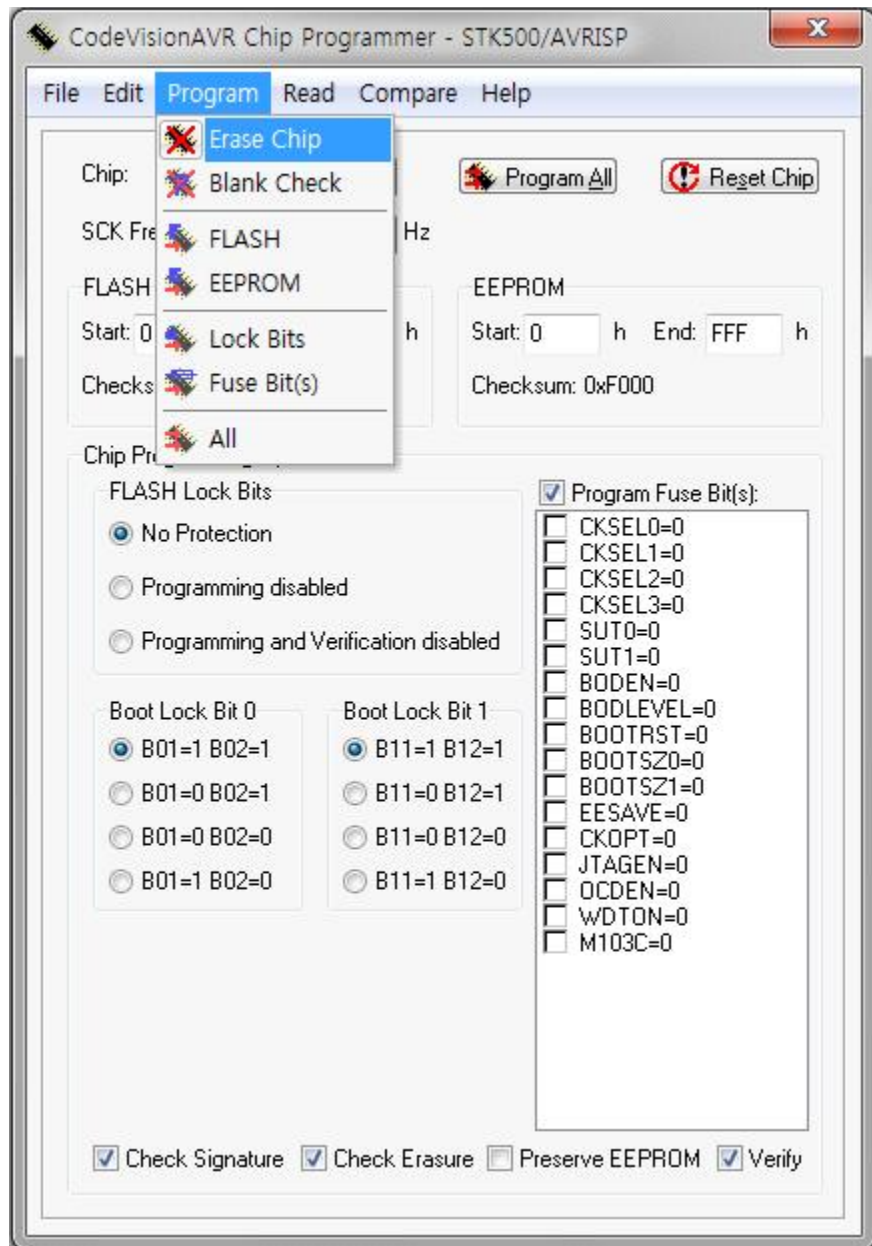 CodeVisionAVR Chip Programmer - STK500/AVRISP
File Edit Program Read Compare Help
Erase Chip
Blank Check
FLASH
EEPROM
Lock Bits
Fuse Bit(s)
All
Chip:
Program All
Reset Chip
Hz
FLASH
Start: 0 h
EEPROM
Start: 0 h End: FFF h
Checksum: 0xF000
FLASH Lock Bits
No Protection
Programming disabled
Programming and Verification disabled
Boot Lock Bit 0
B01=1 B02=1
B01=0 B02=1
B01=0 B02=0
B01=1 B02=0
Boot Lock Bit 1
B11=1 B12=1
B11=0 B12=1
B11=0 B12=0
B11=1 B12=0
Program Fuse Bit(s):
CKSEL0=0
CKSEL1=0
CKSEL2=0
CKSEL3=0
SUT0=0
SUT1=0
BODEN=0
BODLEVEL=0
BOOTRST=0
BOOTSZ0=0
BOOTSZ1=0
EESAVE=0
CKOPT=0
JTAGEN=0
OCDEN=0
WDTON=0
M103C=0
Check Signature Check Erasure Preserve EEPROM Verify